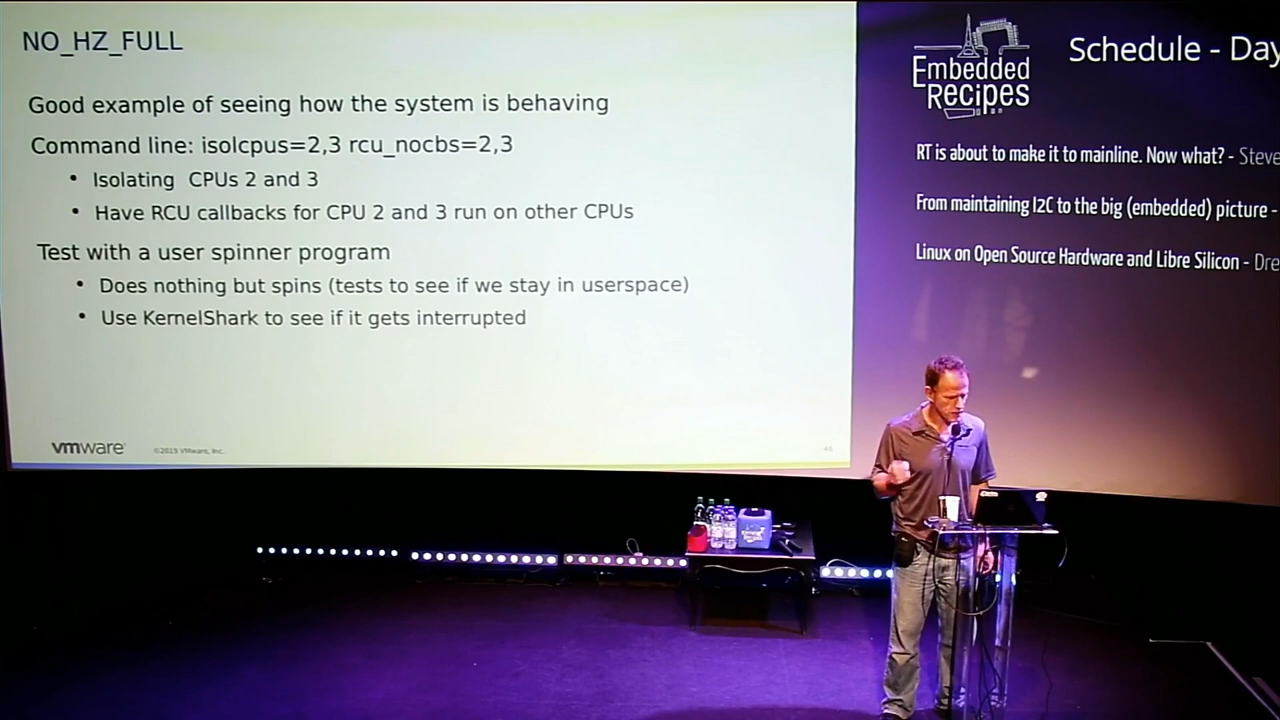 NO_HZ_FULL
Good example of seeing how the system is behaving
Command line: isolcpus=2,3 rcu_nocbs=2,3
• Isolating CPUs 2 and 3
• Have RCU callbacks for CPU 2 and 3 run on other CPUs
Test with a user spinner program
• Does nothing but spins (tests to see if we stay in userspace)
• Use KernelShark to see if it gets interrupted
vmware
©2019 VMware, Inc.
46
Embedded
Recipes
Schedule - Day
RT is about to make it to mainline. Now what? - Steve
From maintaining I2C to the big (embedded) picture -
Linux on Open Source Hardware and Libre Silicon - Dre